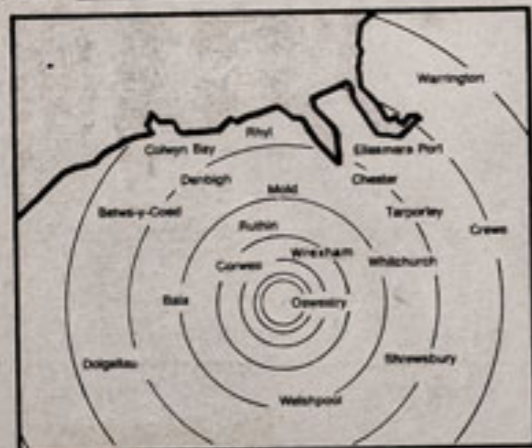 Warrington
Rhyl
Colwyn Bay
Ellesmere Port
Denbigh
Chester
Mold
Betws-y-Coed
Tarporley
Ruthin
Crewe
Wrexham
Corwen
Whitchurch
Bala
Oswestry
Dolgellau
Shrewsbury
Welshpool